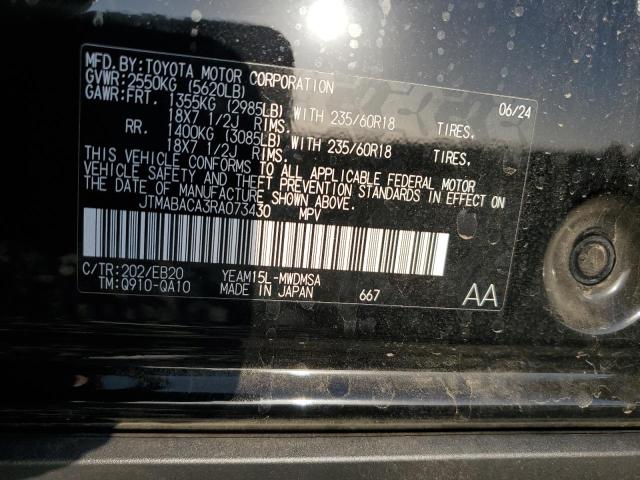 MFD.BY:TOYOTA MOTOR CORPORATION 06/24
GVWR:2550KG (5620LB)
GAWR:FRT. 1355KG (2985LB) WITH 235/60R18 TIRES,
18X7 1/2J RIMS.
RR. 1400KG (3085LB) WITH 235/60R18 TIRES,
18X7 1/2J RIMS.
THIS VEHICLE CONFORMS TO ALL APPLICABLE FEDERAL MOTOR
VEHICLE SAFETY AND THEFT PREVENTION STANDARDS IN EFFECT ON
THE DATE OF MANUFACTURE SHOWN ABOVE.
JTMABACA3RA073430 MPV
C/TR:202/EB20 YEAM15L-MWDMSA
TM:Q910-QA10 MADE IN JAPAN 667 AA